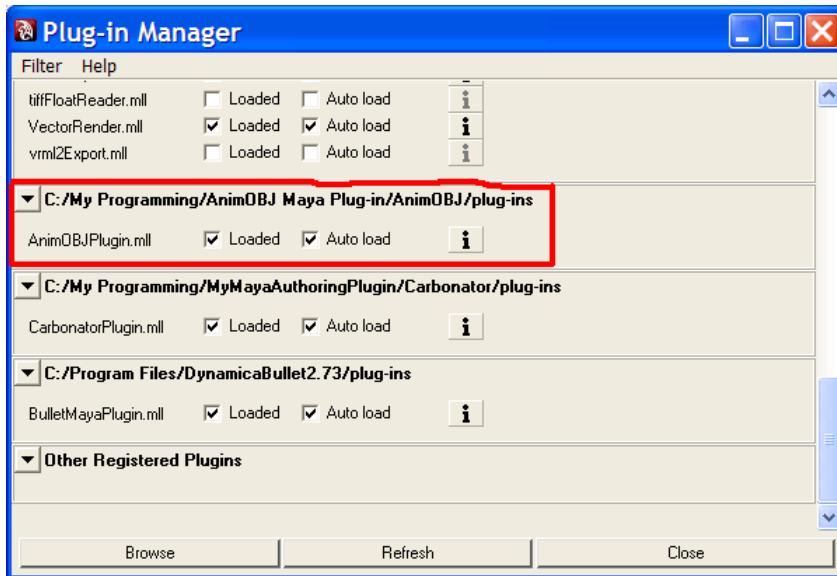 Plug-in Manager
Filter Help
tiffFloatReader.mll Loaded Auto load i
VectorRender.mll Loaded Auto load i
vrml2Export.mll Loaded Auto load i
C:/My Programming/AnimOBJ Maya Plug-in/AnimOBJ/plug-ins
AnimOBJPlugin.mll Loaded Auto load i
C:/My Programming/MyMayaAuthoringPlugin/Carbonator/plug-ins
CarbonatorPlugin.mll Loaded Auto load i
C:/Program Files/DynamicaBullet2.73/plug-ins
BulletMayaPlugin.mll Loaded Auto load i
Other Registered Plugins
Browse Refresh Close